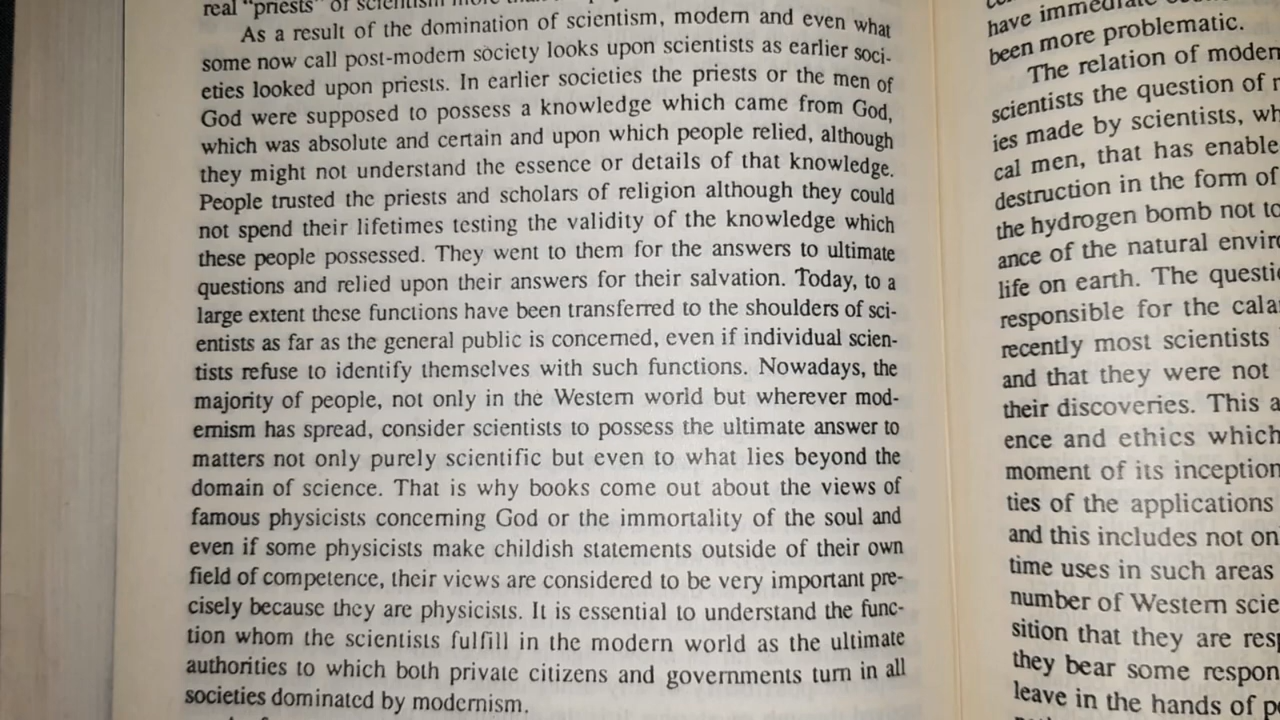 real "priests" of scientism more
As a result of the domination of scientism, modern and even what
some now call post-modern society looks upon scientists as earlier soci-
eties looked upon priests. In earlier societies the priests or the men of
God were supposed to possess a knowledge which came from God,
which was absolute and certain and upon which people relied, although
they might not understand the essence or details of that knowledge.
People trusted the priests and scholars of religion although they could
not spend their lifetimes testing the validity of the knowledge which
these people possessed. They went to them for the answers to ultimate
questions and relied upon their answers for their salvation. Today, to a
large extent these functions have been transferred to the shoulders of sci-
entists as far as the general public is concerned, even if individual scien-
tists refuse to identify themselves with such functions. Nowadays, the
majority of people, not only in the Western world but wherever mod-
ernism has spread, consider scientists to possess the ultimate answer to
matters not only purely scientific but even to what lies beyond the
domain of science. That is why books come out about the views of
famous physicists concerning God or the immortality of the soul and
even if some physicists make childish statements outside of their own
field of competence, their views are considered to be very important pre-
cisely because they are physicists. It is essential to understand the func-
tion whom the scientists fulfill in the modern world as the ultimate
authorities to which both private citizens and governments turn in all
societies dominated by modernism.
have immediate
been more problematic.
The relation of
scientists the question of
ies made by scientists,
cal men, that has
destruction in the form of
the hydrogen bomb not
ance of the natural
life on earth. The
responsible for the
recently most scientists
and that they were not
their discoveries. This
ence and ethics which
moment of its inception
ties of the applications
and this includes not
time uses in such areas
number of Western
sition that they are
they bear some
leave in the hands of